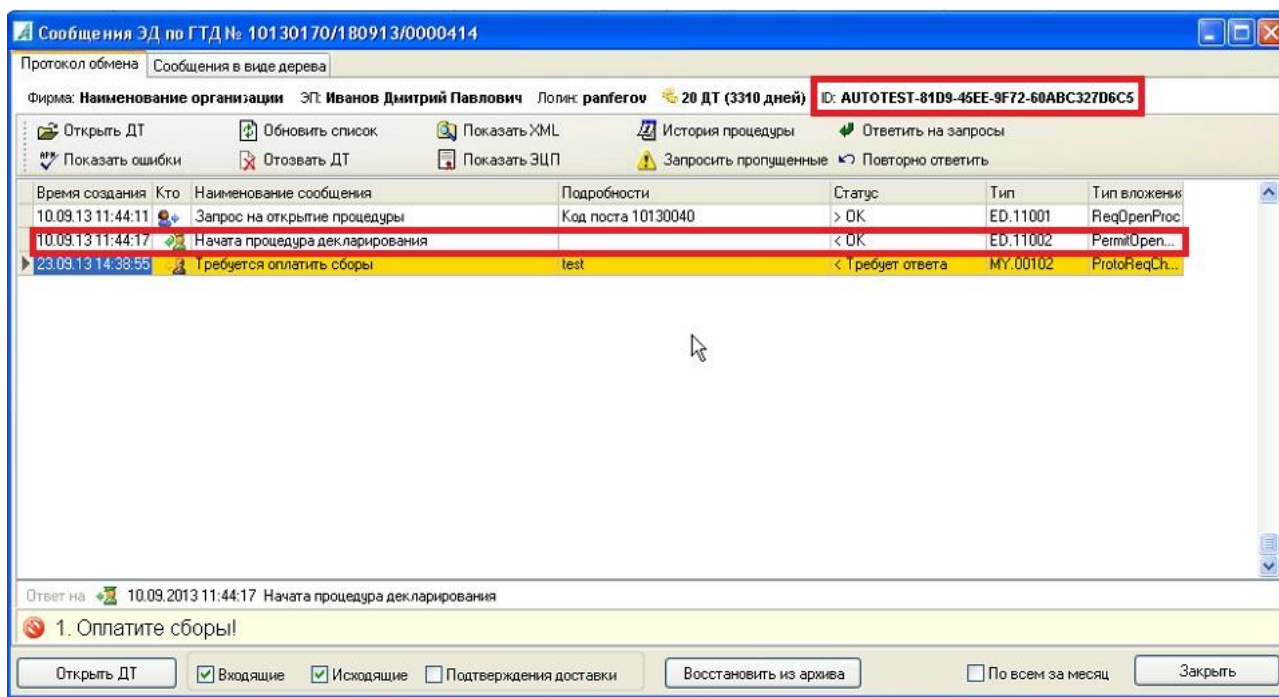 Сообщения ЭД по ГТД № 10130170/180913/0000414
Протокол обмена Сообщения в виде дерева
Фирма: Наименование организации ЭП: Иванов Дмитрий Павлович Логин: panferov 20 ДТ (3310 дней) ID: AUTOTEST-81D9-45EE-9F72-60ABC327D6C5
Открыть ДТ Обновить список Показать XML История процедуры Ответить на запросы
Показать ошибки Отозвать ДТ Показать ЭЦП Запросить пропущенные Повторно ответить
Время создания Кто Наименование сообщения Подробности Статус Тип Тип вложения
10.09.13 11:44:11 Запрос на открытие процедуры Код поста 10130040 > OK ED.11001 ReqOpenProc
10.09.13 11:44:17 Начата процедура декларирования < OK ED.11002 PermitOpen...
23.09.13 14:38:55 Требуется оплатить сборы test < Требует ответа MY.00102 ProtoReqCh...
Ответ на 10.09.2013 11:44:17 Начата процедура декларирования
1. Оплатите сборы!
Открыть ДТ Входящие Исходящие Подтверждения доставки Восстановить из архива По всем за месяц Закрыть